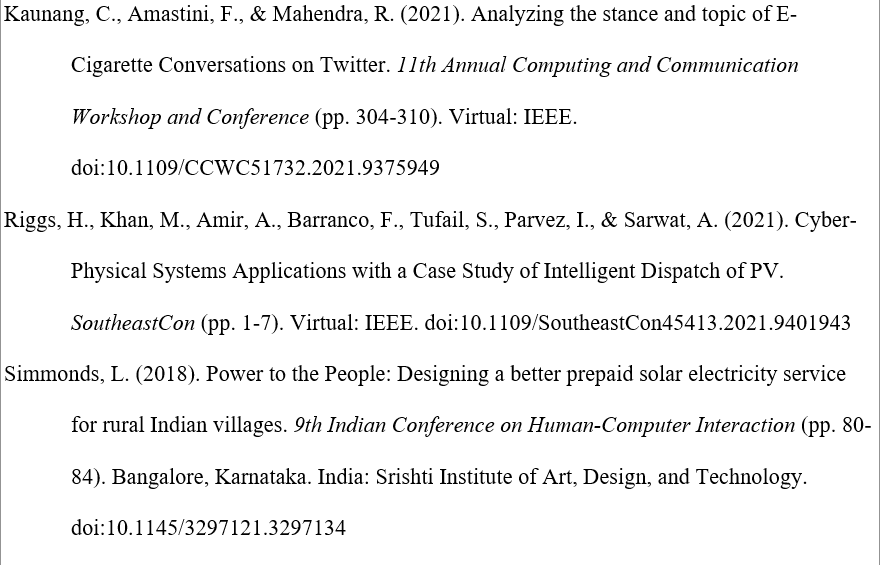 Kaunang, C., Amastini, F., & Mahendra, R. (2021). Analyzing the stance and topic of E-
Cigarette Conversations on Twitter. 11th Annual Computing and Communication
Workshop and Conference (pp. 304-310). Virtual: IEEE.
doi:10.1109/CCWC51732.2021.9375949
Riggs, H., Khan, M., Amir, A., Barranco, F., Tufail, S., Parvez, I., & Sarwat, A. (2021). Cyber-
Physical Systems Applications with a Case Study of Intelligent Dispatch of PV.
SoutheastCon (pp. 1-7). Virtual: IEEE. doi:10.1109/SoutheastCon45413.2021.9401943
Simmonds, L. (2018). Power to the People: Designing a better prepaid solar electricity service
for rural Indian villages. 9th Indian Conference on Human-Computer Interaction (pp. 80-
84). Bangalore, Karnataka. India: Srishti Institute of Art, Design, and Technology.
doi:10.1145/3297121.3297134